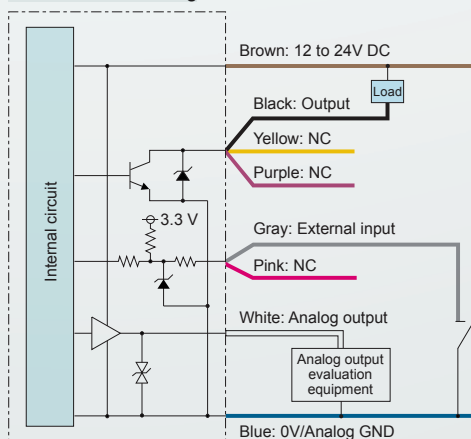 Brown: 12 to 24V DC
Load
Black: Output
Yellow: NC
Purple: NC
3.3 V
Internal circuit
Gray: External input
Pink: NC
White: Analog output
Analog output
evaluation
equipment
Blue: 0V/Analog GND